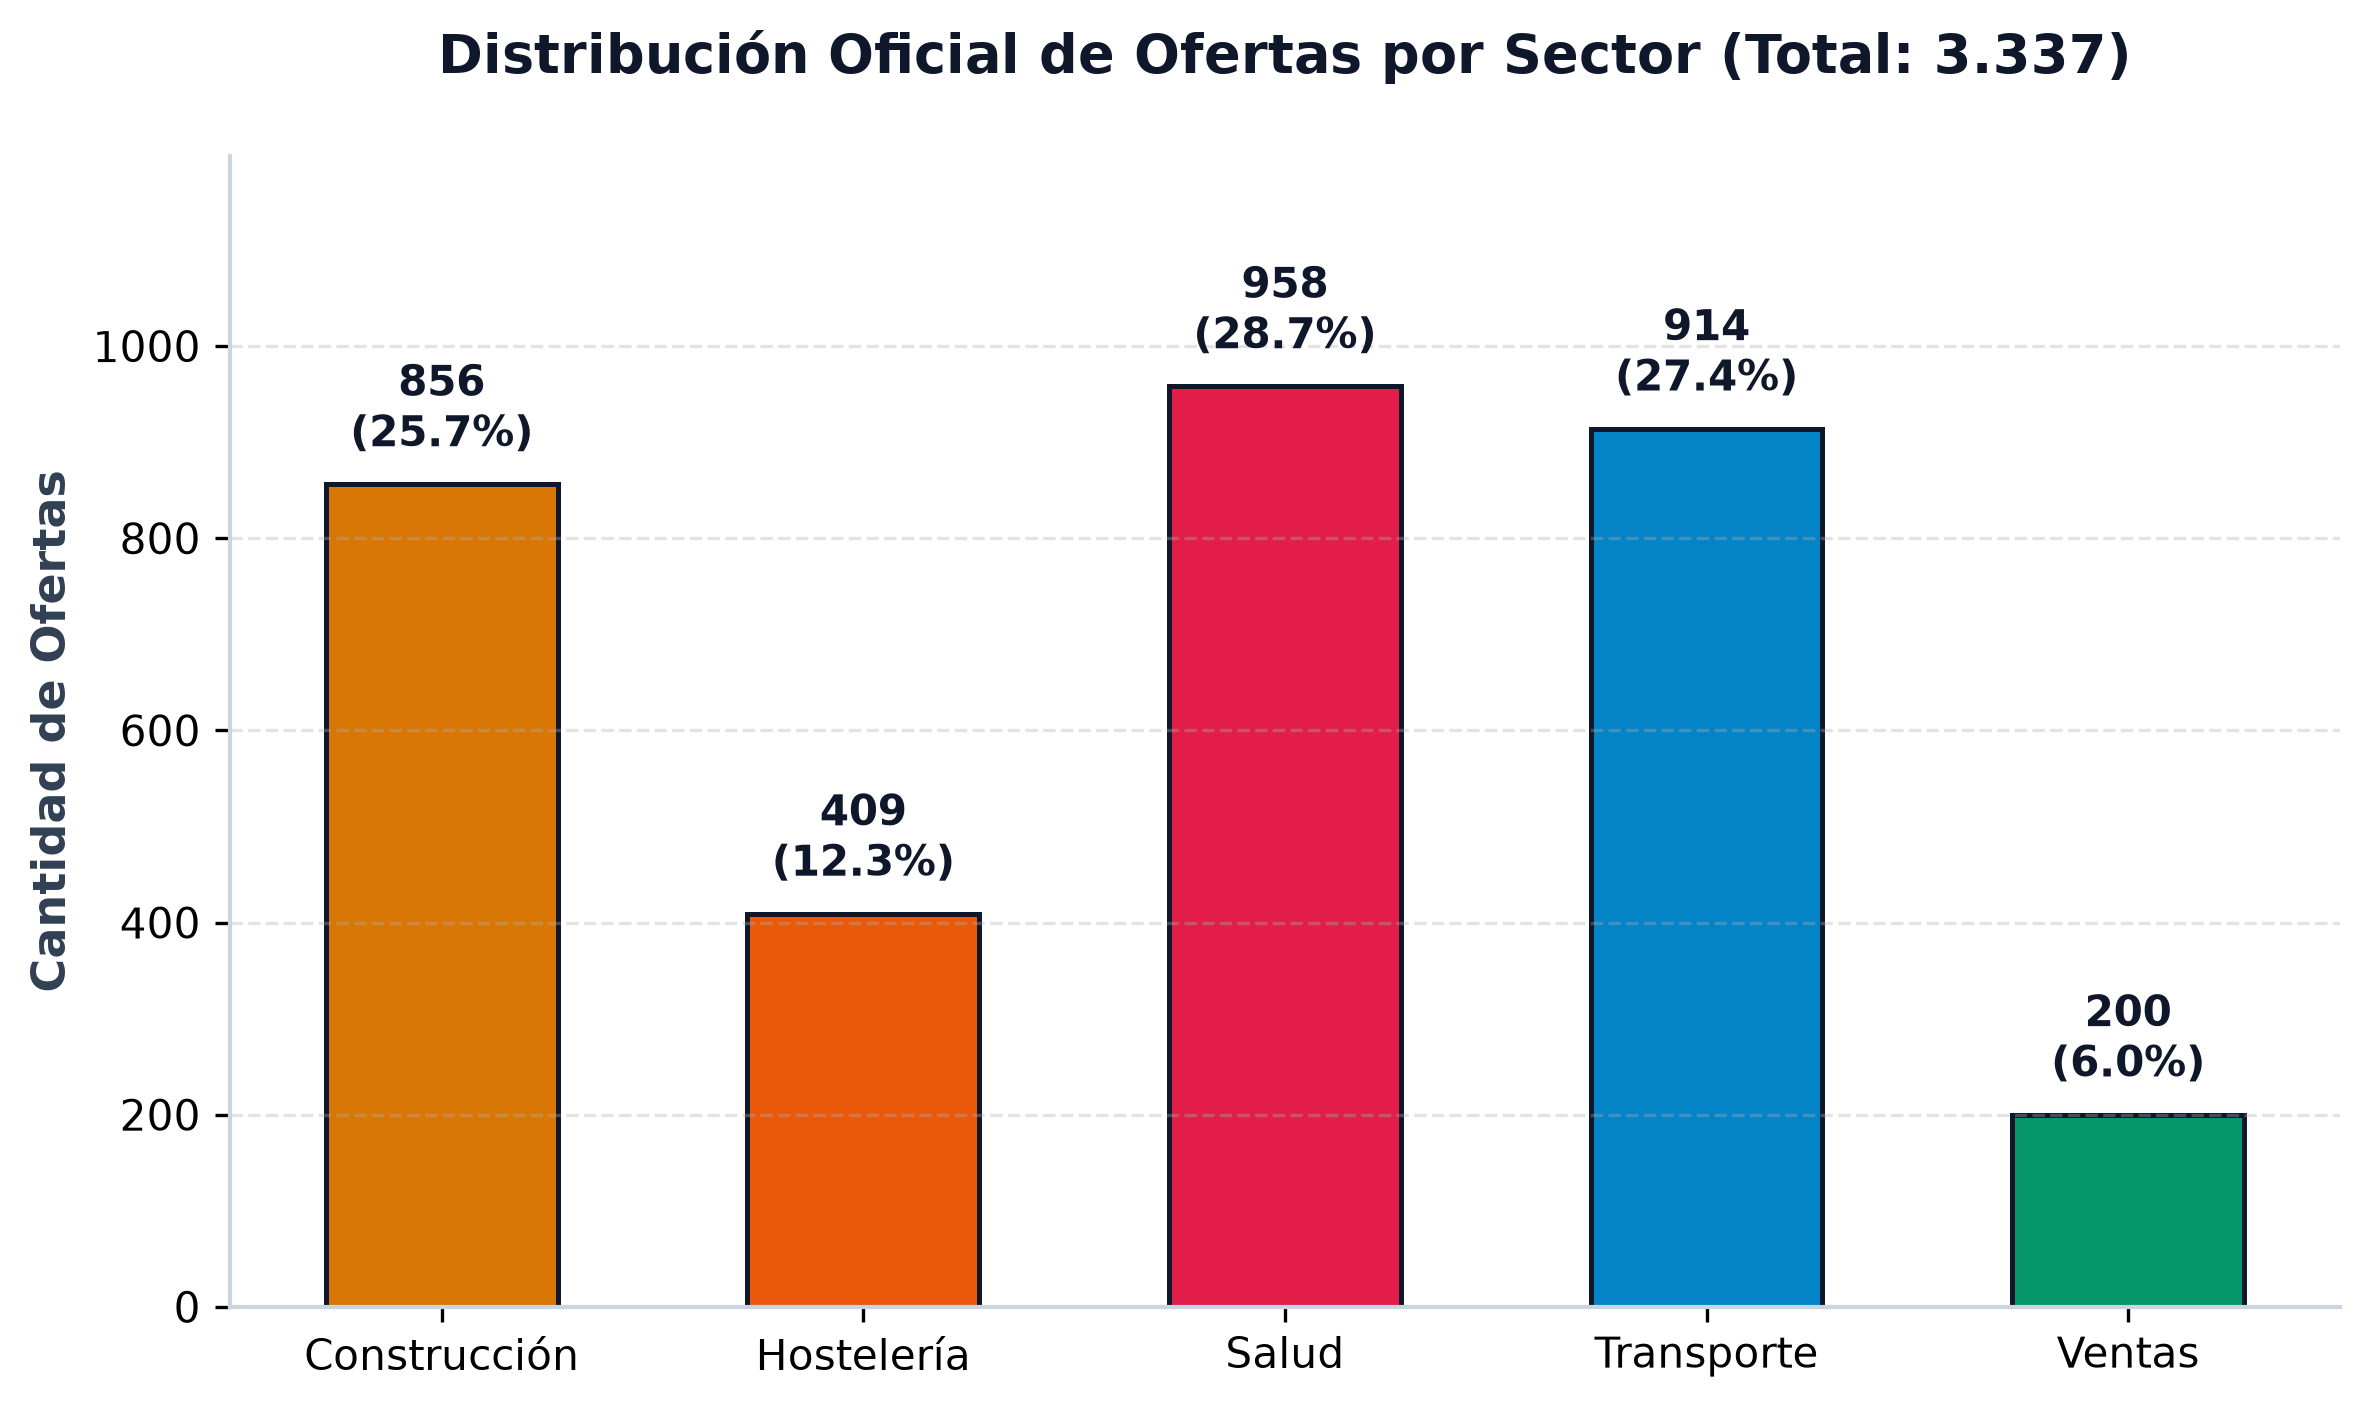 Distribución Oficial de Ofertas por Sector (Total: 3.337)
Cantidad de Ofertas
1000
800
600
400
200
0
856
(25.7%)
409
(12.3%)
958
(28.7%)
914
(27.4%)
200
(6.0%)
Construcción
Hostelería
Salud
Transporte
Ventas